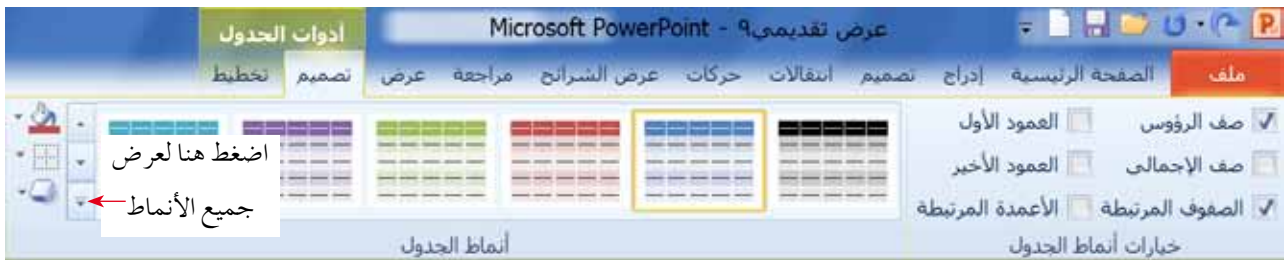 عرض تقديمي٩ - Microsoft PowerPoint
أدوات الجدول
ملف الصفحة الرئيسية إدراج تصميم انتقالات حركات عرض الشرائح مراجعة عرض تصميم تخطيط
صف الرؤوس العمود الأول
صف الإجمالي العمود الأخير
الصفوف المرتبطة الأعمدة المرتبطة
خيارات أنماط الجدول
اضغط هنا لعرض
جميع الأنماط
أنماط الجدول